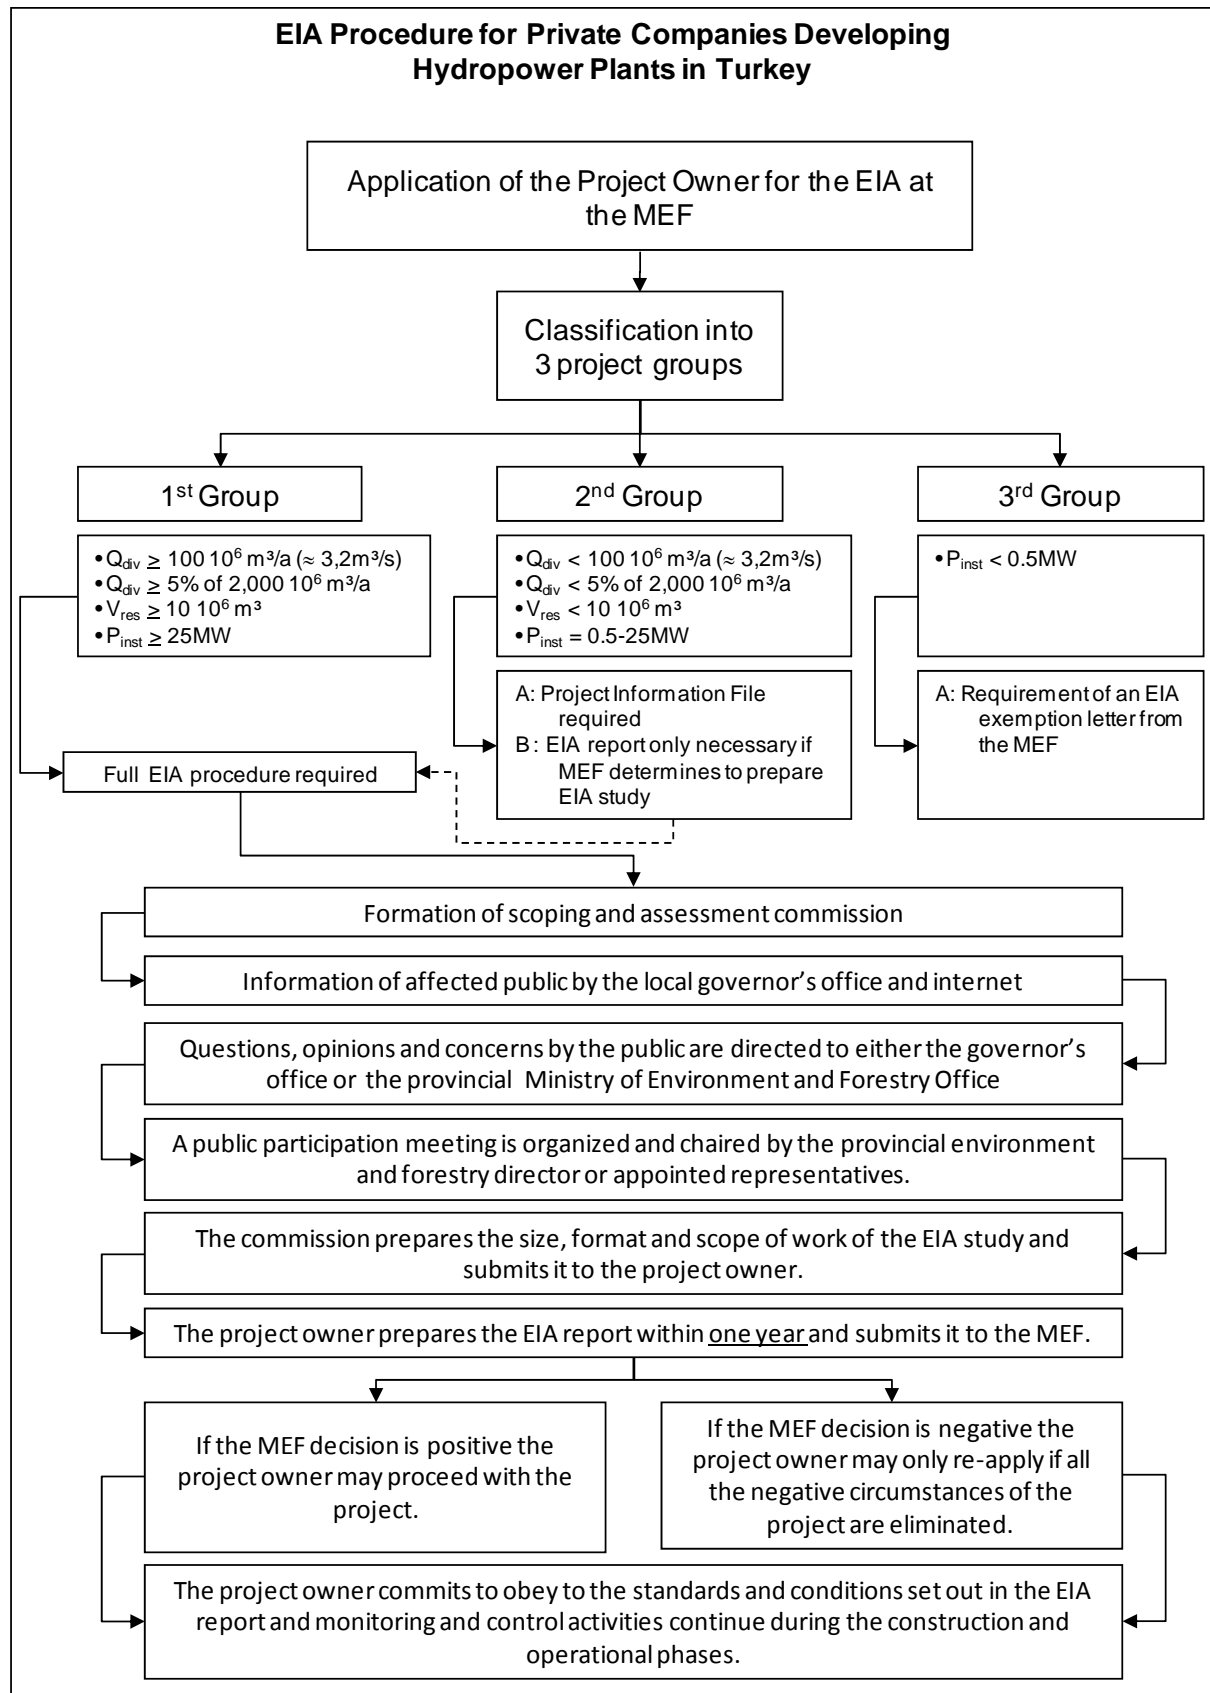 EIA Procedure for Private Companies Developing
Hydropower Plants in Turkey
Application of the Project Owner for the EIA at
the MEF
Classification into
3 project groups
1st Group
2nd Group
3rd Group
• Qdiv ≥ 100 10⁶ m³/a (≈ 3,2m³/s)
• Qdiv ≥ 5% of 2,000 10⁶ m³/a
• Vres ≥ 10 10⁶ m³
• Pinst ≥ 25MW
• Qdiv < 100 10⁶ m³/a (≈ 3,2m³/s)
• Qdiv < 5% of 2,000 10⁶ m³/a
• Vres < 10 10⁶ m³
• Pinst = 0.5-25MW
• Pinst < 0.5MW
Full EIA procedure required
A: Project Information File
required
B: EIA report only necessary if
MEF determines to prepare
EIA study
A: Requirement of an EIA
exemption letter from
the MEF
Formation of scoping and assessment commission
Information of affected public by the local governor’s office and internet
Questions, opinions and concerns by the public are directed to either the governor’s
office or the provincial Ministry of Environment and Forestry Office
A public participation meeting is organized and chaired by the provincial environment
and forestry director or appointed representatives.
The commission prepares the size, format and scope of work of the EIA study and
submits it to the project owner.
The project owner prepares the EIA report within one year and submits it to the MEF.
If the MEF decision is positive the
project owner may proceed with the
project.
If the MEF decision is negative the
project owner may only re-apply if all
the negative circumstances of the
project are eliminated.
The project owner commits to obey to the standards and conditions set out in the EIA
report and monitoring and control activities continue during the construction and
operational phases.